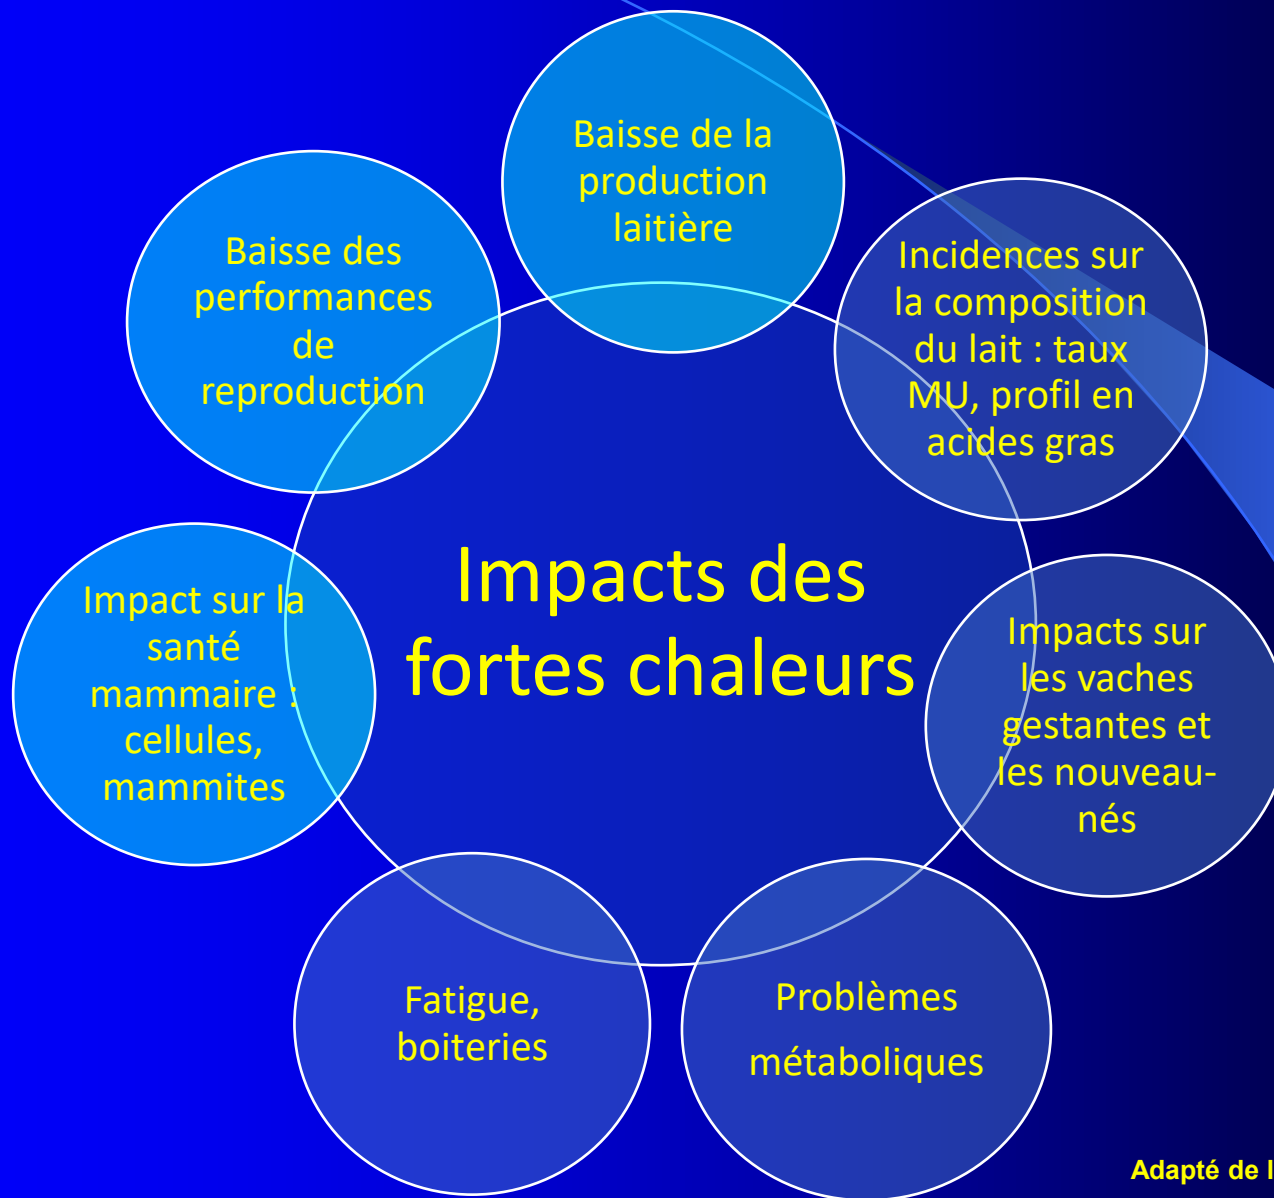 Baisse de la
production
laitière
Incidences sur
la composition
du lait : taux
MU, profil en
acides gras
Impacts sur
les vaches
gestantes et
les nouveau-
nés
Problèmes
métaboliques
Fatigue,
boiteries
Impact sur la
santé
mammaire :
cellules,
mammites
Baisse des
performances
de
reproduction
Impacts des
fortes chaleurs
Adapté de